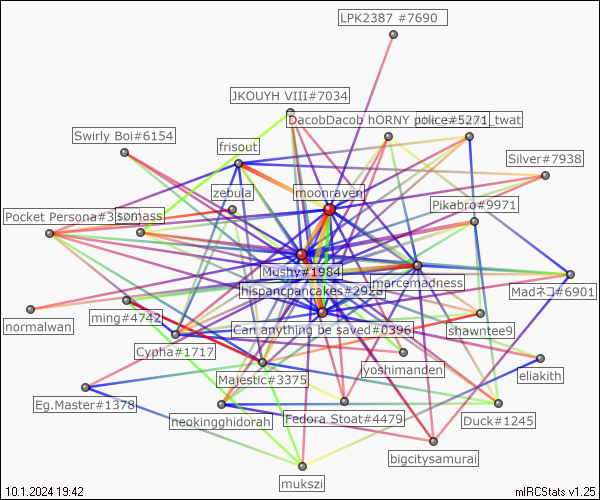 LPK2387 #7690
JKOUYH VIII#7034
DacobDacob hORNY police#5271_twat
Swirly Boi#6154
frisout
Silver#7938
zebula
moonraven
Pikabro#9971
Pocket Persona#3
somass
Mushy#1984
marcemadness
hispancpancakes#2928
Madネコ#6901
ming#4742
normalwan
Can anything be saved#0396
shawntee9
Cypha#1717
yoshimanden
eliakith
Majestic#3375
Eg.Master#1378
neokingghidorah
Fedora Stoat#4479
Duck#1245
bigcitysamurai
mukszi
10.1.2024 19:42
mIRCStats v1.25